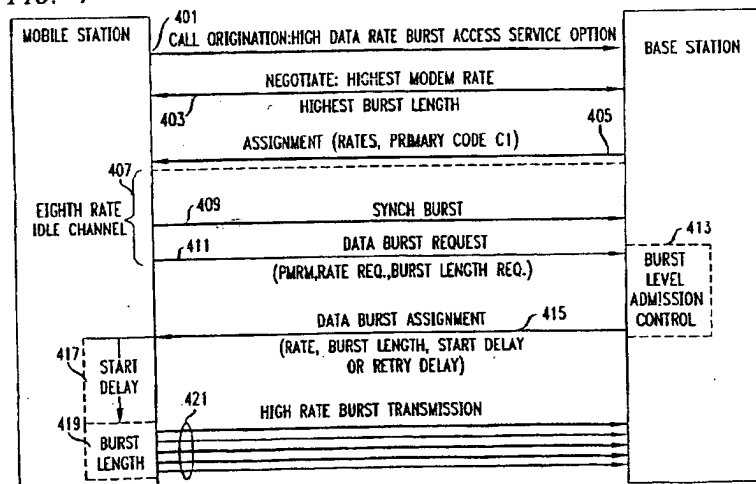 MOBILE STATION
401
CALL ORIGINATION:HIGH DATA RATE BURST ACCESS SERVICE OPTION
BASE STATION
NEGOTIATE: HIGHEST MODEM RATE
403
HIGHEST BURST LENGTH
405
ASSIGNMENT (RATES, PRIMARY CODE C1)
407
EIGHTH RATE
IDLE CHANNEL
409
SYNCH BURST
411
DATA BURST REQUEST
(PMRM,RATE REQ.,BURST LENGTH REQ.)
413
BURST
LEVEL
ADMISSION
CONTROL
DATA BURST ASSIGNMENT
415
(RATE, BURST LENGTH, START DELAY
OR RETRY DELAY)
417
START
DELAY
421
HIGH RATE BURST TRANSMISSION
419
BURST
LENGTH